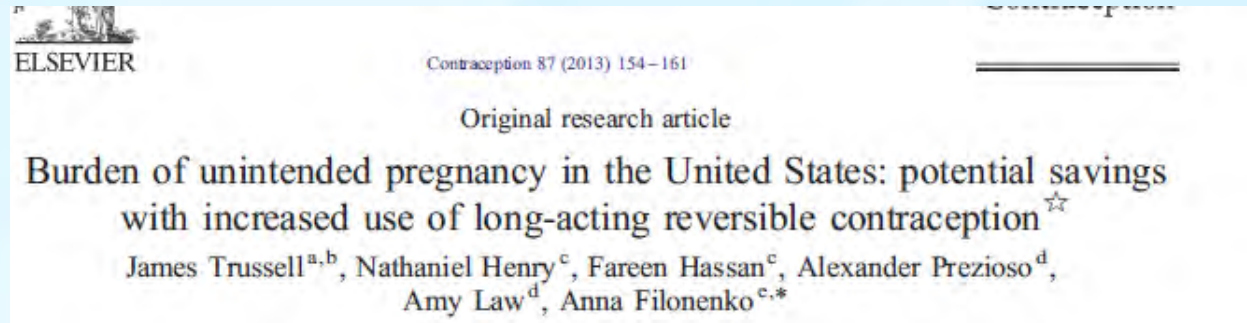 ELSEVIER
Contraception 87 (2013) 154–161
Original research article
Burden of unintended pregnancy in the United States: potential savings
with increased use of long-acting reversible contraception☆
James Trussell a,b, Nathaniel Henry c, Fareen Hassan c, Alexander Prezioso d,
Amy Law d, Anna Filonenko e,*